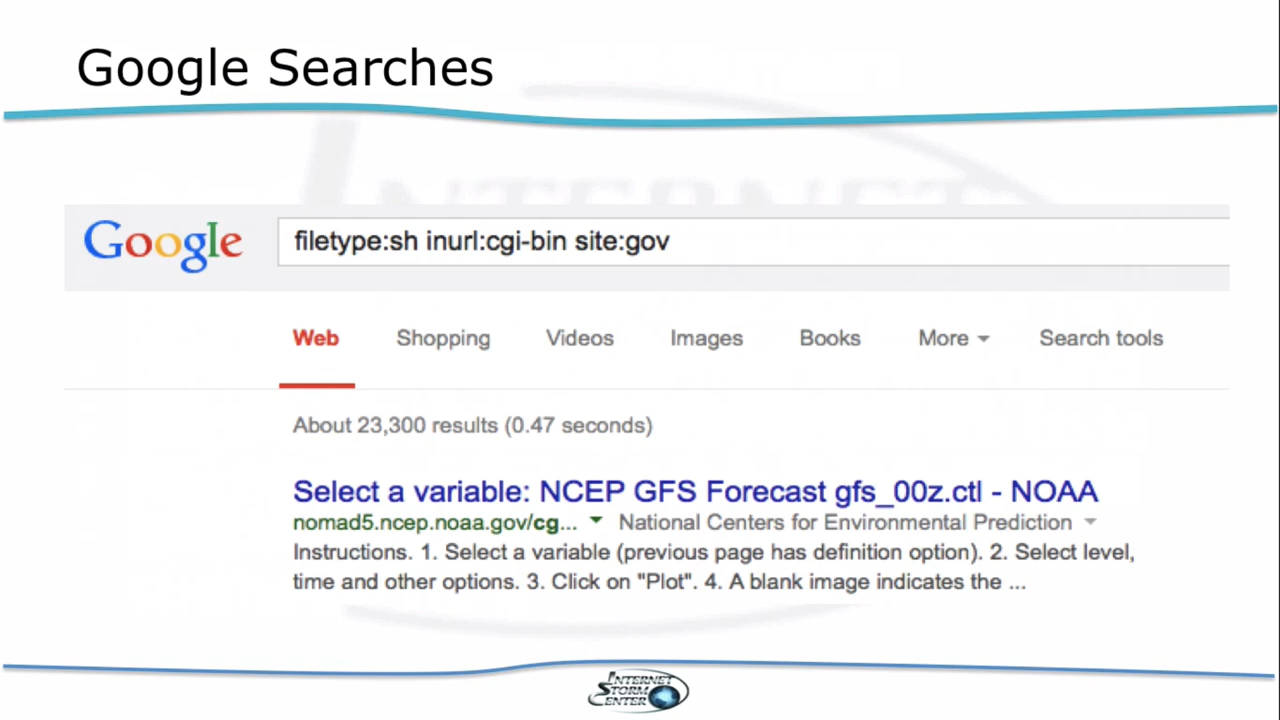 Google Searches
Google
filetype:sh inurl:cgi-bin site:gov
Web Shopping Videos Images Books More Search tools
About 23,300 results (0.47 seconds)
Select a variable: NCEP GFS Forecast gfs_00z.ctl - NOAA
nomad5.ncep.noaa.gov/cg... National Centers for Environmental Prediction
Instructions. 1. Select a variable (previous page has definition option). 2. Select level,
time and other options. 3. Click on "Plot". 4. A blank image indicates the ...
INTERNET
STORM
CENTER